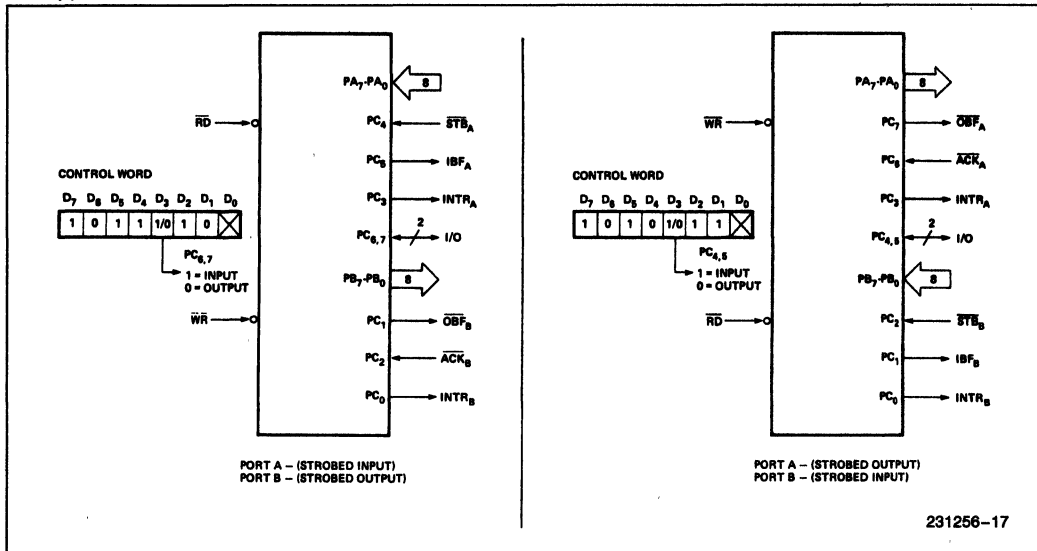 PA7-PA0 8
RD PC4 STBA
PC5 IBFA
CONTROL WORD
PC3 INTRA
D7 D6 D5 D4 D3 D2 D1 D0
1 0 1 1 1/0 1 0 X
PC6,7 2 I/O
PC6,7
1 = INPUT
0 = OUTPUT
PB7-PB0 8
WR PC1 OBFB
PC2 ACKB
PC0 INTRB
PORT A – (STROBED INPUT)
PORT B – (STROBED OUTPUT)
PA7-PA0 8
WR PC7 OBFA
PC6 ACKA
CONTROL WORD
PC3 INTRA
D7 D6 D5 D4 D3 D2 D1 D0
1 0 1 0 1/0 1 1 X
PC4,5 2 I/O
PC4,5
1 = INPUT
0 = OUTPUT
PB7-PB0 8
RD PC2 STBB
PC1 IBFB
PC0 INTRB
PORT A – (STROBED OUTPUT)
PORT B – (STROBED INPUT)
231256–17